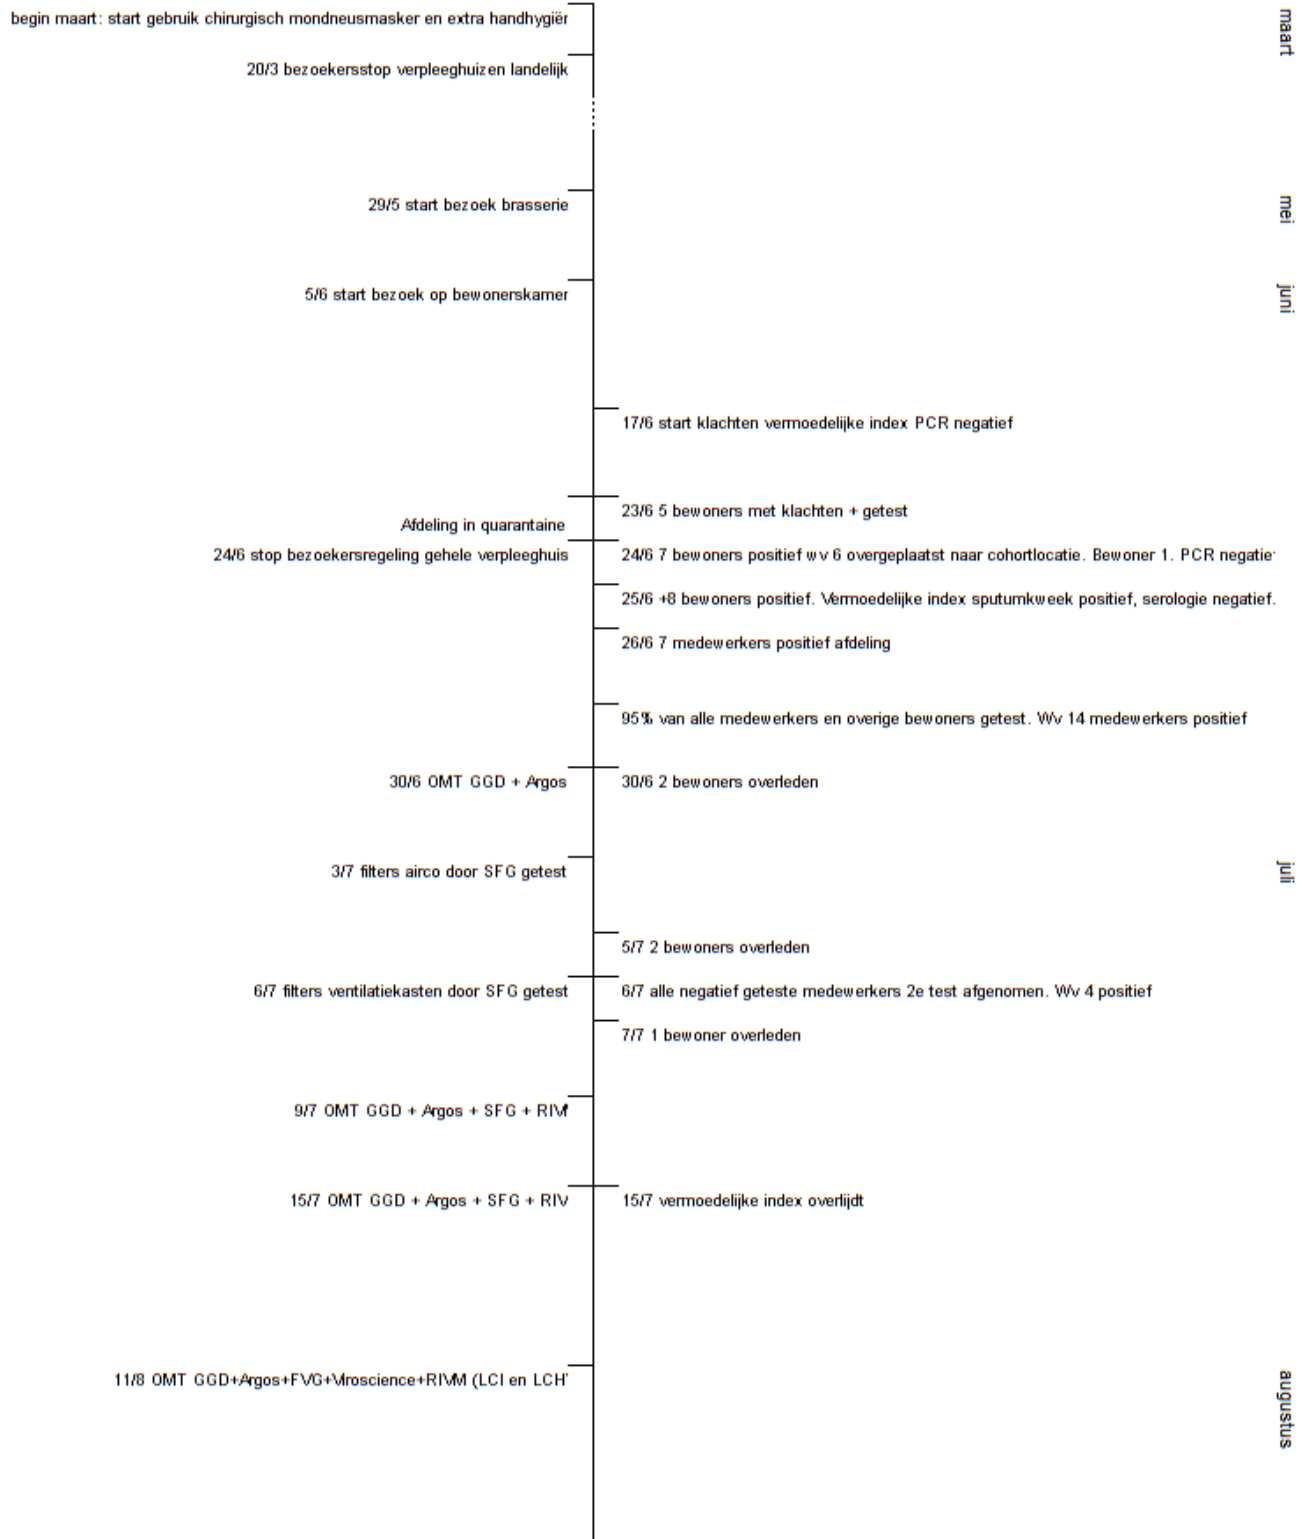 begin maart: start gebruik chirurgisch mondneusmasker en extra handhygiër
maart
20/3 bezoekersstop verpleeghuizen landelijk
29/5 start bezoek brasserie
mei
5/6 start bezoek op bewonerskamer
juni
17/6 start klachten vermoedelijke index PCR negatief
23/6 5 bewoners met klachten + getest
Afdeling in quarantaine
24/6 stop bezoekersregeling gehele verpleeghuis
24/6 7 bewoners positief wv 6 overgeplaatst naar cohortlocatie. Bewoner 1. PCR negatie
25/6 +8 bewoners positief. Vermoedelijke index sputumkweek positief, serologie negatief.
26/6 7 medewerkers positief afdeling
95% van alle medewerkers en overige bewoners getest. Wv 14 medewerkers positief
30/6 OMT GGD + Argos
30/6 2 bewoners overleden
3/7 filters airco door SFG getest
juli
5/7 2 bewoners overleden
6/7 filters ventilatiekasten door SFG getest
6/7 alle negatief geteste medewerkers 2e test afgenomen. Wv 4 positief
7/7 1 bewoner overleden
9/7 OMT GGD + Argos + SFG + RIVM
15/7 OMT GGD + Argos + SFG + RIV
15/7 vermoedelijke index overlijdt
11/8 OMT GGD+Argos+FVG+Viroscience+RIVM (LCI en LCH
augustus